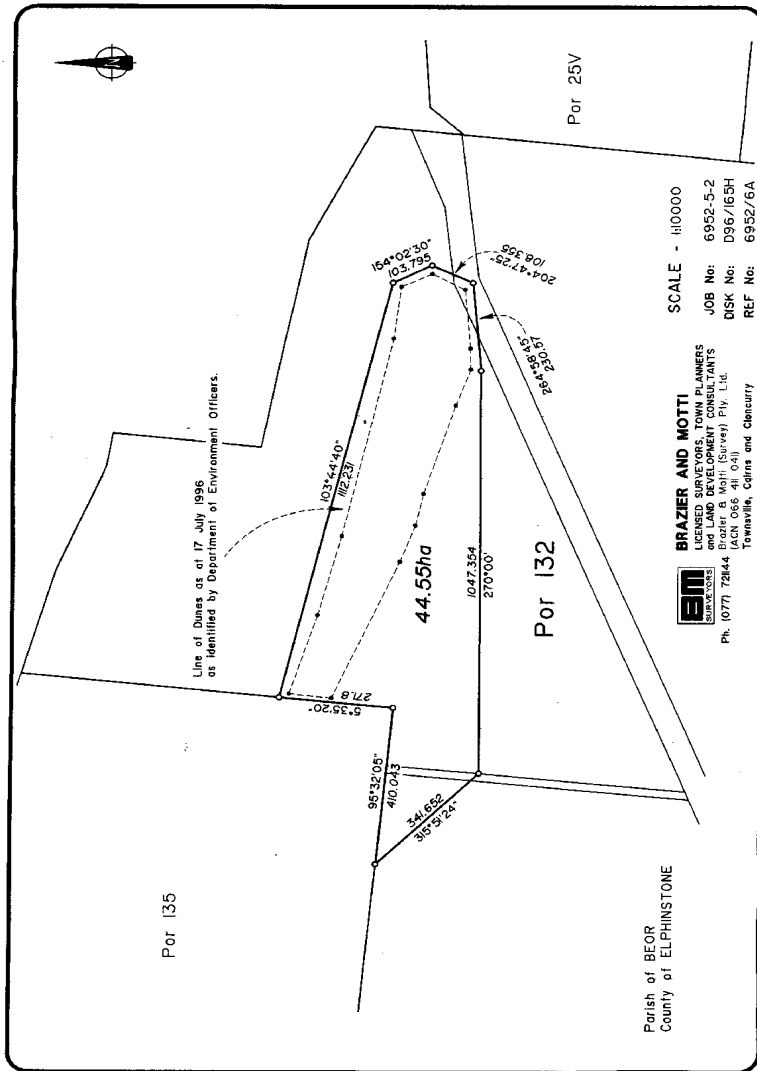 N
Por 25V
Por 135
Line of Dunes as at 17 July 1996
as identified by Department of Environment Officers.
103°44'40"
1112.231
154°02'30"
103.795
204°47'25"
108.355
264°58'45"
230.57
5°35'20"
271.8
95°32'05"
410.043
44.55ha
1047.354
270°00'
341.652
315°51'24"
Por 132
Parish of BEOR
County of ELPHINSTONE
BM
SURVEYORS
BRAZIER AND MOTTI
LICENSED SURVEYORS, TOWN PLANNERS
and LAND DEVELOPMENT CONSULTANTS
Brazier & Motti (Survey) Pty. Ltd.
(ACN 066 411 041)
Ph. (077) 721144
Townsville, Cairns and Cloncurry
SCALE - 1:10000
JOB No: 6952-5-2
DISK No: D96/165H
REF No: 6952/6A